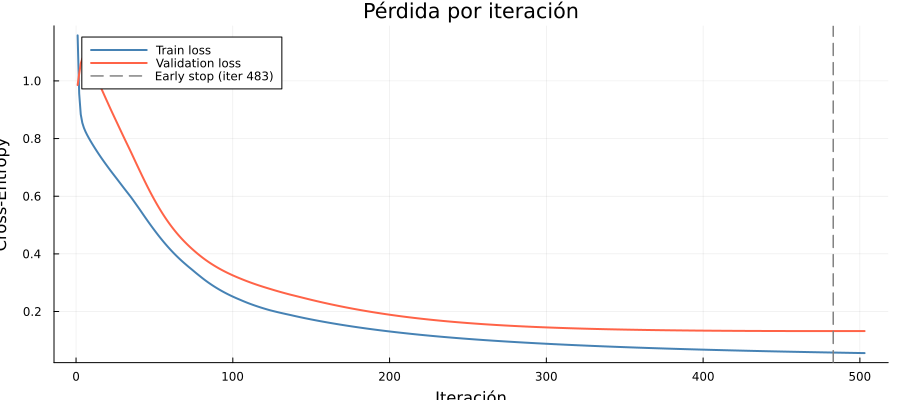 Pérdida por iteración
Train loss
Validation loss
Early stop (iter 483)
Cross-Entropy
1.0
0.8
0.6
0.4
0.2
0 100 200 300 400 500
Iteración